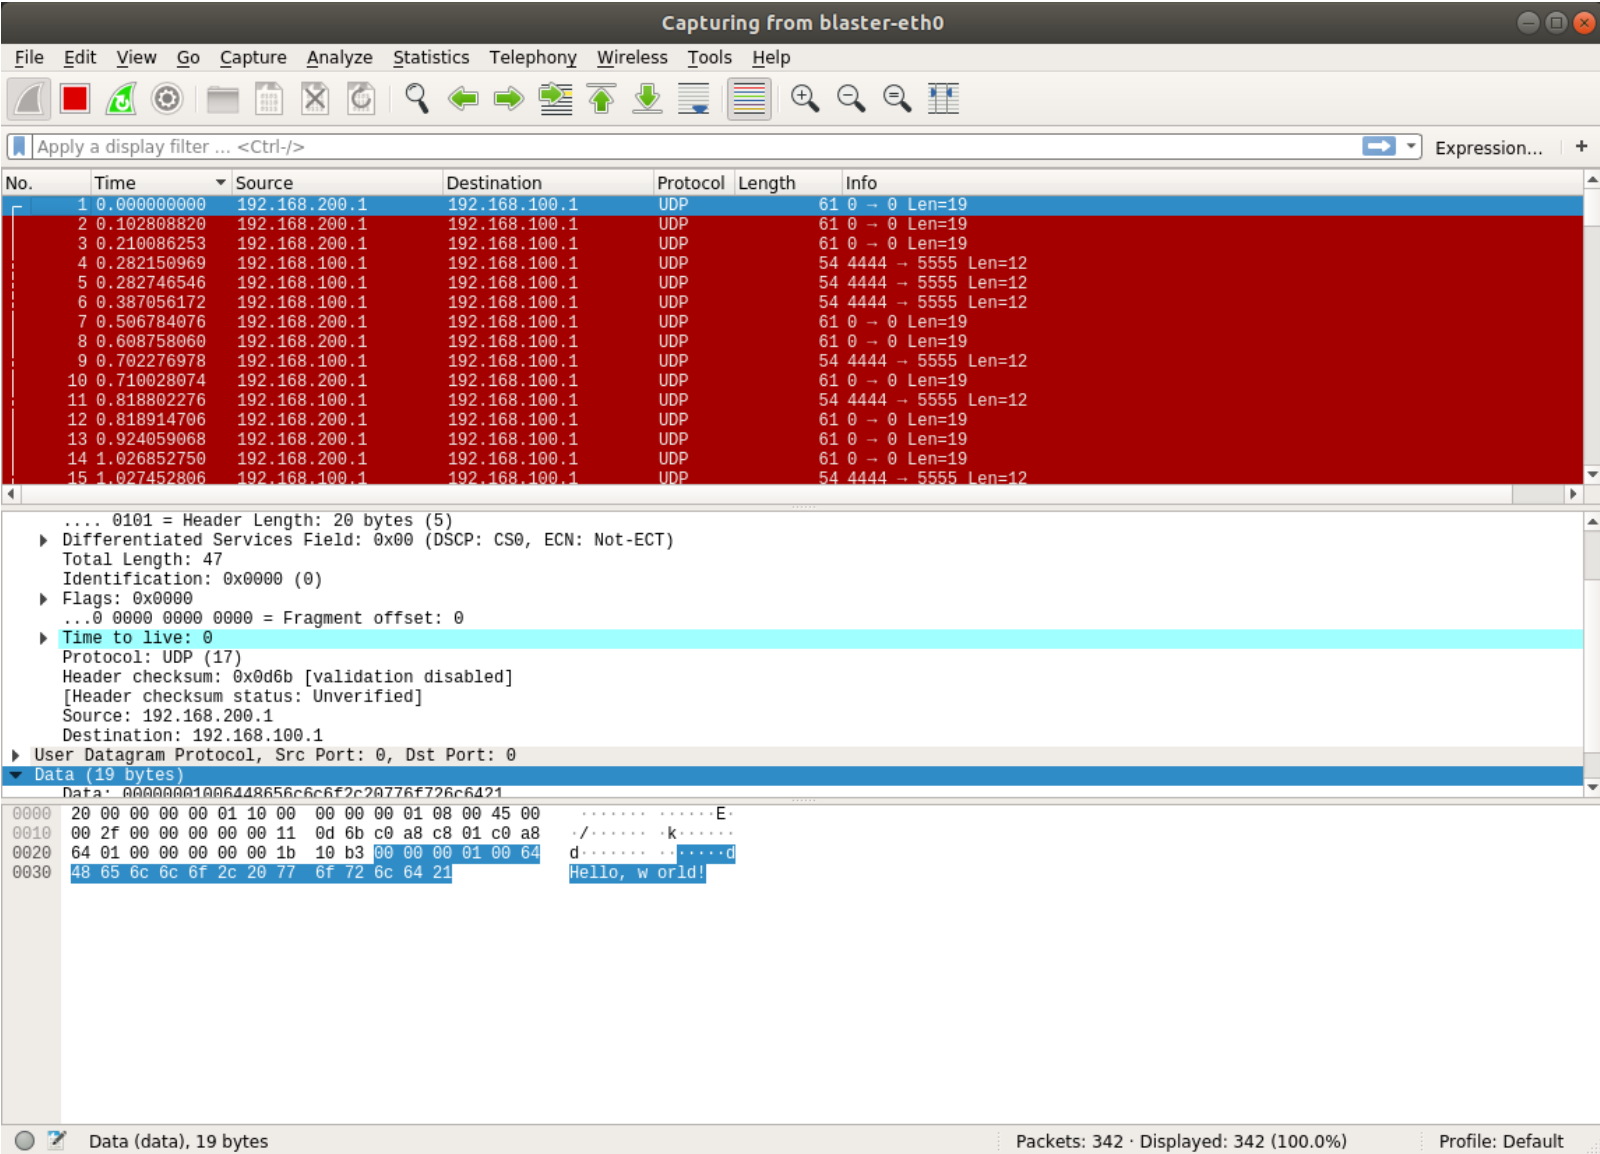 Capturing from blaster-eth0
File Edit View Go Capture Analyze Statistics Telephony Wireless Tools Help
Apply a display filter ... <Ctrl-/> Expression... +
No. Time Source Destination Protocol Length Info
1 0.000000000 192.168.200.1 192.168.100.1 UDP 61 0 → 0 Len=19
2 0.102808820 192.168.200.1 192.168.100.1 UDP 61 0 → 0 Len=19
3 0.210086253 192.168.200.1 192.168.100.1 UDP 61 0 → 0 Len=19
4 0.282150969 192.168.100.1 192.168.100.1 UDP 54 4444 → 5555 Len=12
5 0.282746546 192.168.100.1 192.168.100.1 UDP 54 4444 → 5555 Len=12
6 0.387056172 192.168.100.1 192.168.100.1 UDP 54 4444 → 5555 Len=12
7 0.506784076 192.168.200.1 192.168.100.1 UDP 61 0 → 0 Len=19
8 0.608758060 192.168.200.1 192.168.100.1 UDP 61 0 → 0 Len=19
9 0.702276978 192.168.100.1 192.168.100.1 UDP 54 4444 → 5555 Len=12
10 0.710028074 192.168.200.1 192.168.100.1 UDP 61 0 → 0 Len=19
11 0.818802276 192.168.100.1 192.168.100.1 UDP 54 4444 → 5555 Len=12
12 0.818914706 192.168.200.1 192.168.100.1 UDP 61 0 → 0 Len=19
13 0.924059068 192.168.200.1 192.168.100.1 UDP 61 0 → 0 Len=19
14 1.026852750 192.168.200.1 192.168.100.1 UDP 61 0 → 0 Len=19
15 1.027452806 192.168.100.1 192.168.100.1 UDP 54 4444 → 5555 Len=12
.... 0101 = Header Length: 20 bytes (5)
Differentiated Services Field: 0x00 (DSCP: CS0, ECN: Not-ECT)
Total Length: 47
Identification: 0x0000 (0)
Flags: 0x0000
...0 0000 0000 0000 = Fragment offset: 0
Time to live: 0
Protocol: UDP (17)
Header checksum: 0x0d6b [validation disabled]
[Header checksum status: Unverified]
Source: 192.168.200.1
Destination: 192.168.100.1
User Datagram Protocol, Src Port: 0, Dst Port: 0
Data (19 bytes)
Data: 00000001006448656c6c6f2c20776f726c6421
0000 20 00 00 00 00 01 10 00 00 00 00 01 08 00 45 00 ······· ······E·
0010 00 2f 00 00 00 00 00 11 0d 6b c0 a8 c8 01 c0 a8 ·/······ ·k······
0020 64 01 00 00 00 00 00 1b 10 b3 00 00 00 01 00 64 d······· ·······d
0030 48 65 6c 6c 6f 2c 20 77 6f 72 6c 64 21 Hello, w orld!
Data (data), 19 bytes Packets: 342 · Displayed: 342 (100.0%) Profile: Default